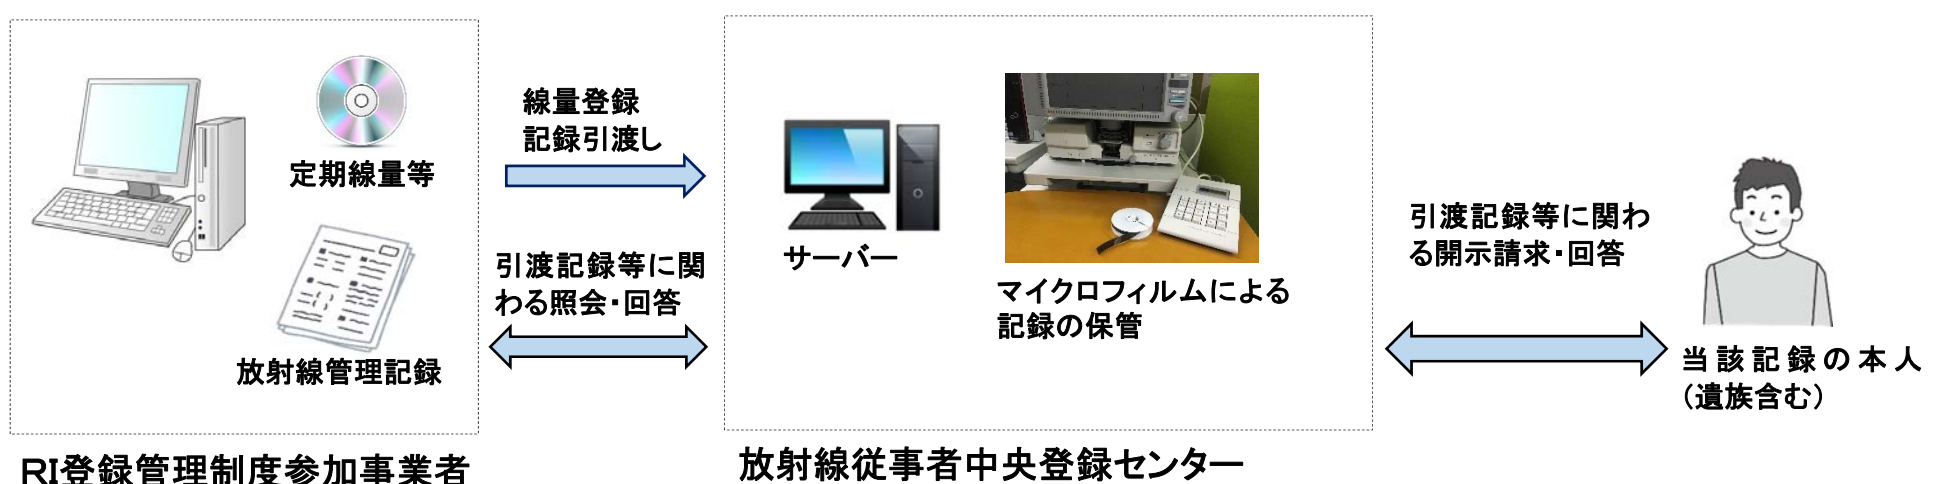 定期線量等
放射線管理記録
RI登録管理制度参加事業者
線量登録
記録引渡し
引渡記録等に関
わる照会・回答
サーバー
マイクロフィルムによる
記録の保管
放射線従事者中央登録センター
引渡記録等に関わ
る開示請求・回答
当該記録の本人
（遺族含む）